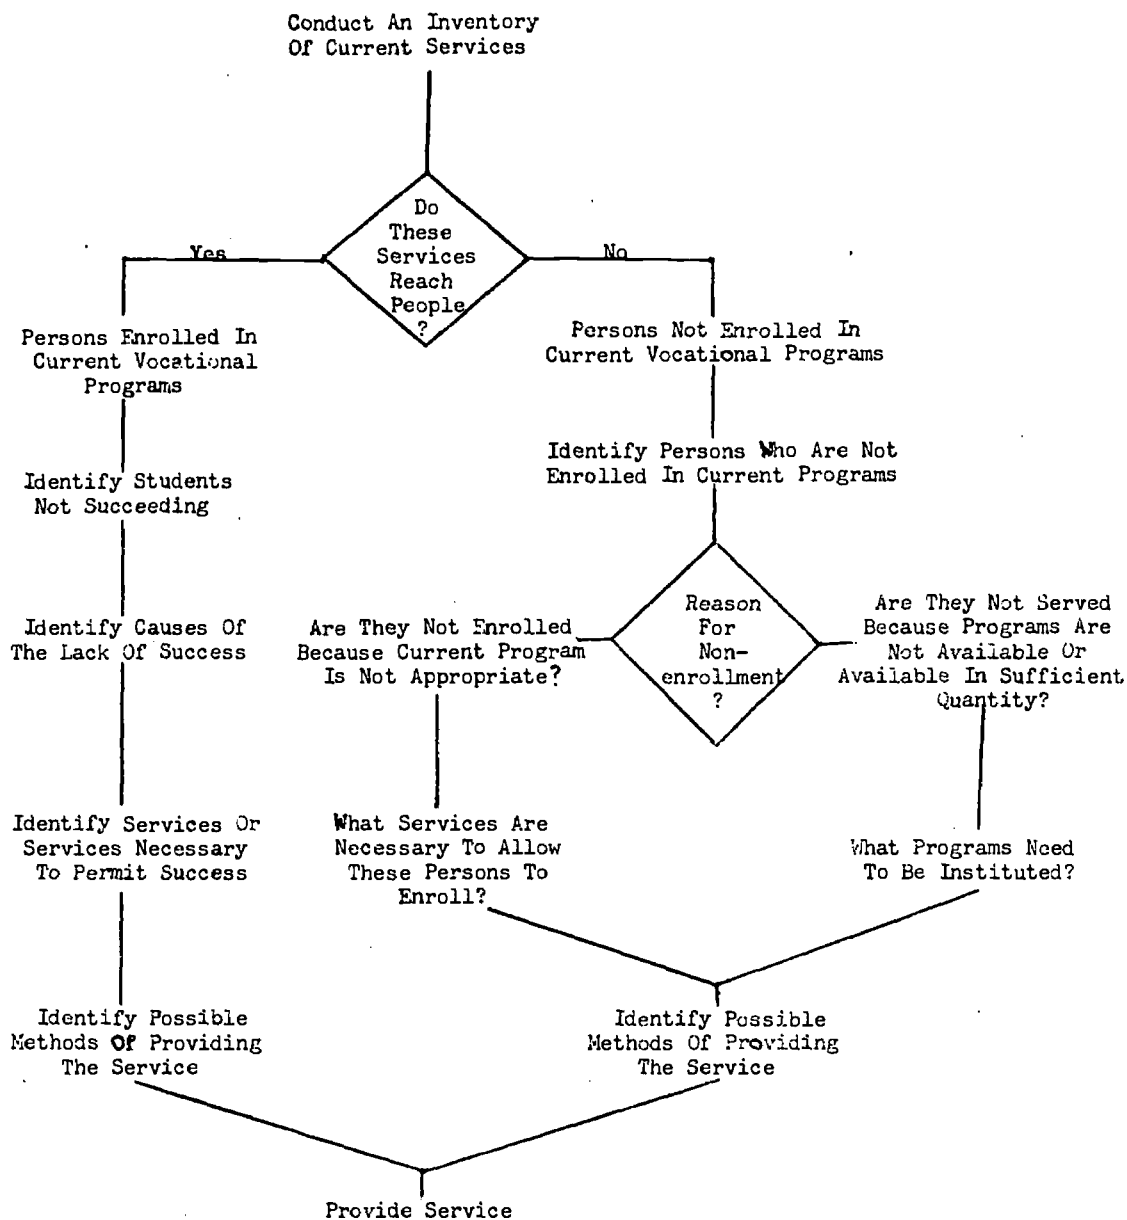 Conduct An Inventory
Of Current Services
Do
These
Services
Reach
People
?
Yes
No
Persons Enrolled In
Current Vocational
Programs
Persons Not Enrolled In
Current Vocational Programs
Identify Students
Not Succeeding
Identify Persons Who Are Not
Enrolled In Current Programs
Identify Causes Of
The Lack Of Success
Are They Not Enrolled
Because Current Program
Is Not Appropriate?
Reason
For
Non-
enrollment
?
Are They Not Served
Because Programs Are
Not Available Or
Available In Sufficient
Quantity?
Identify Services Or
Services Necessary
To Permit Success
What Services Are
Necessary To Allow
These Persons To
Enroll?
What Programs Need
To Be Instituted?
Identify Possible
Methods Of Providing
The Service
Identify Possible
Methods Of Providing
The Service
Provide Service